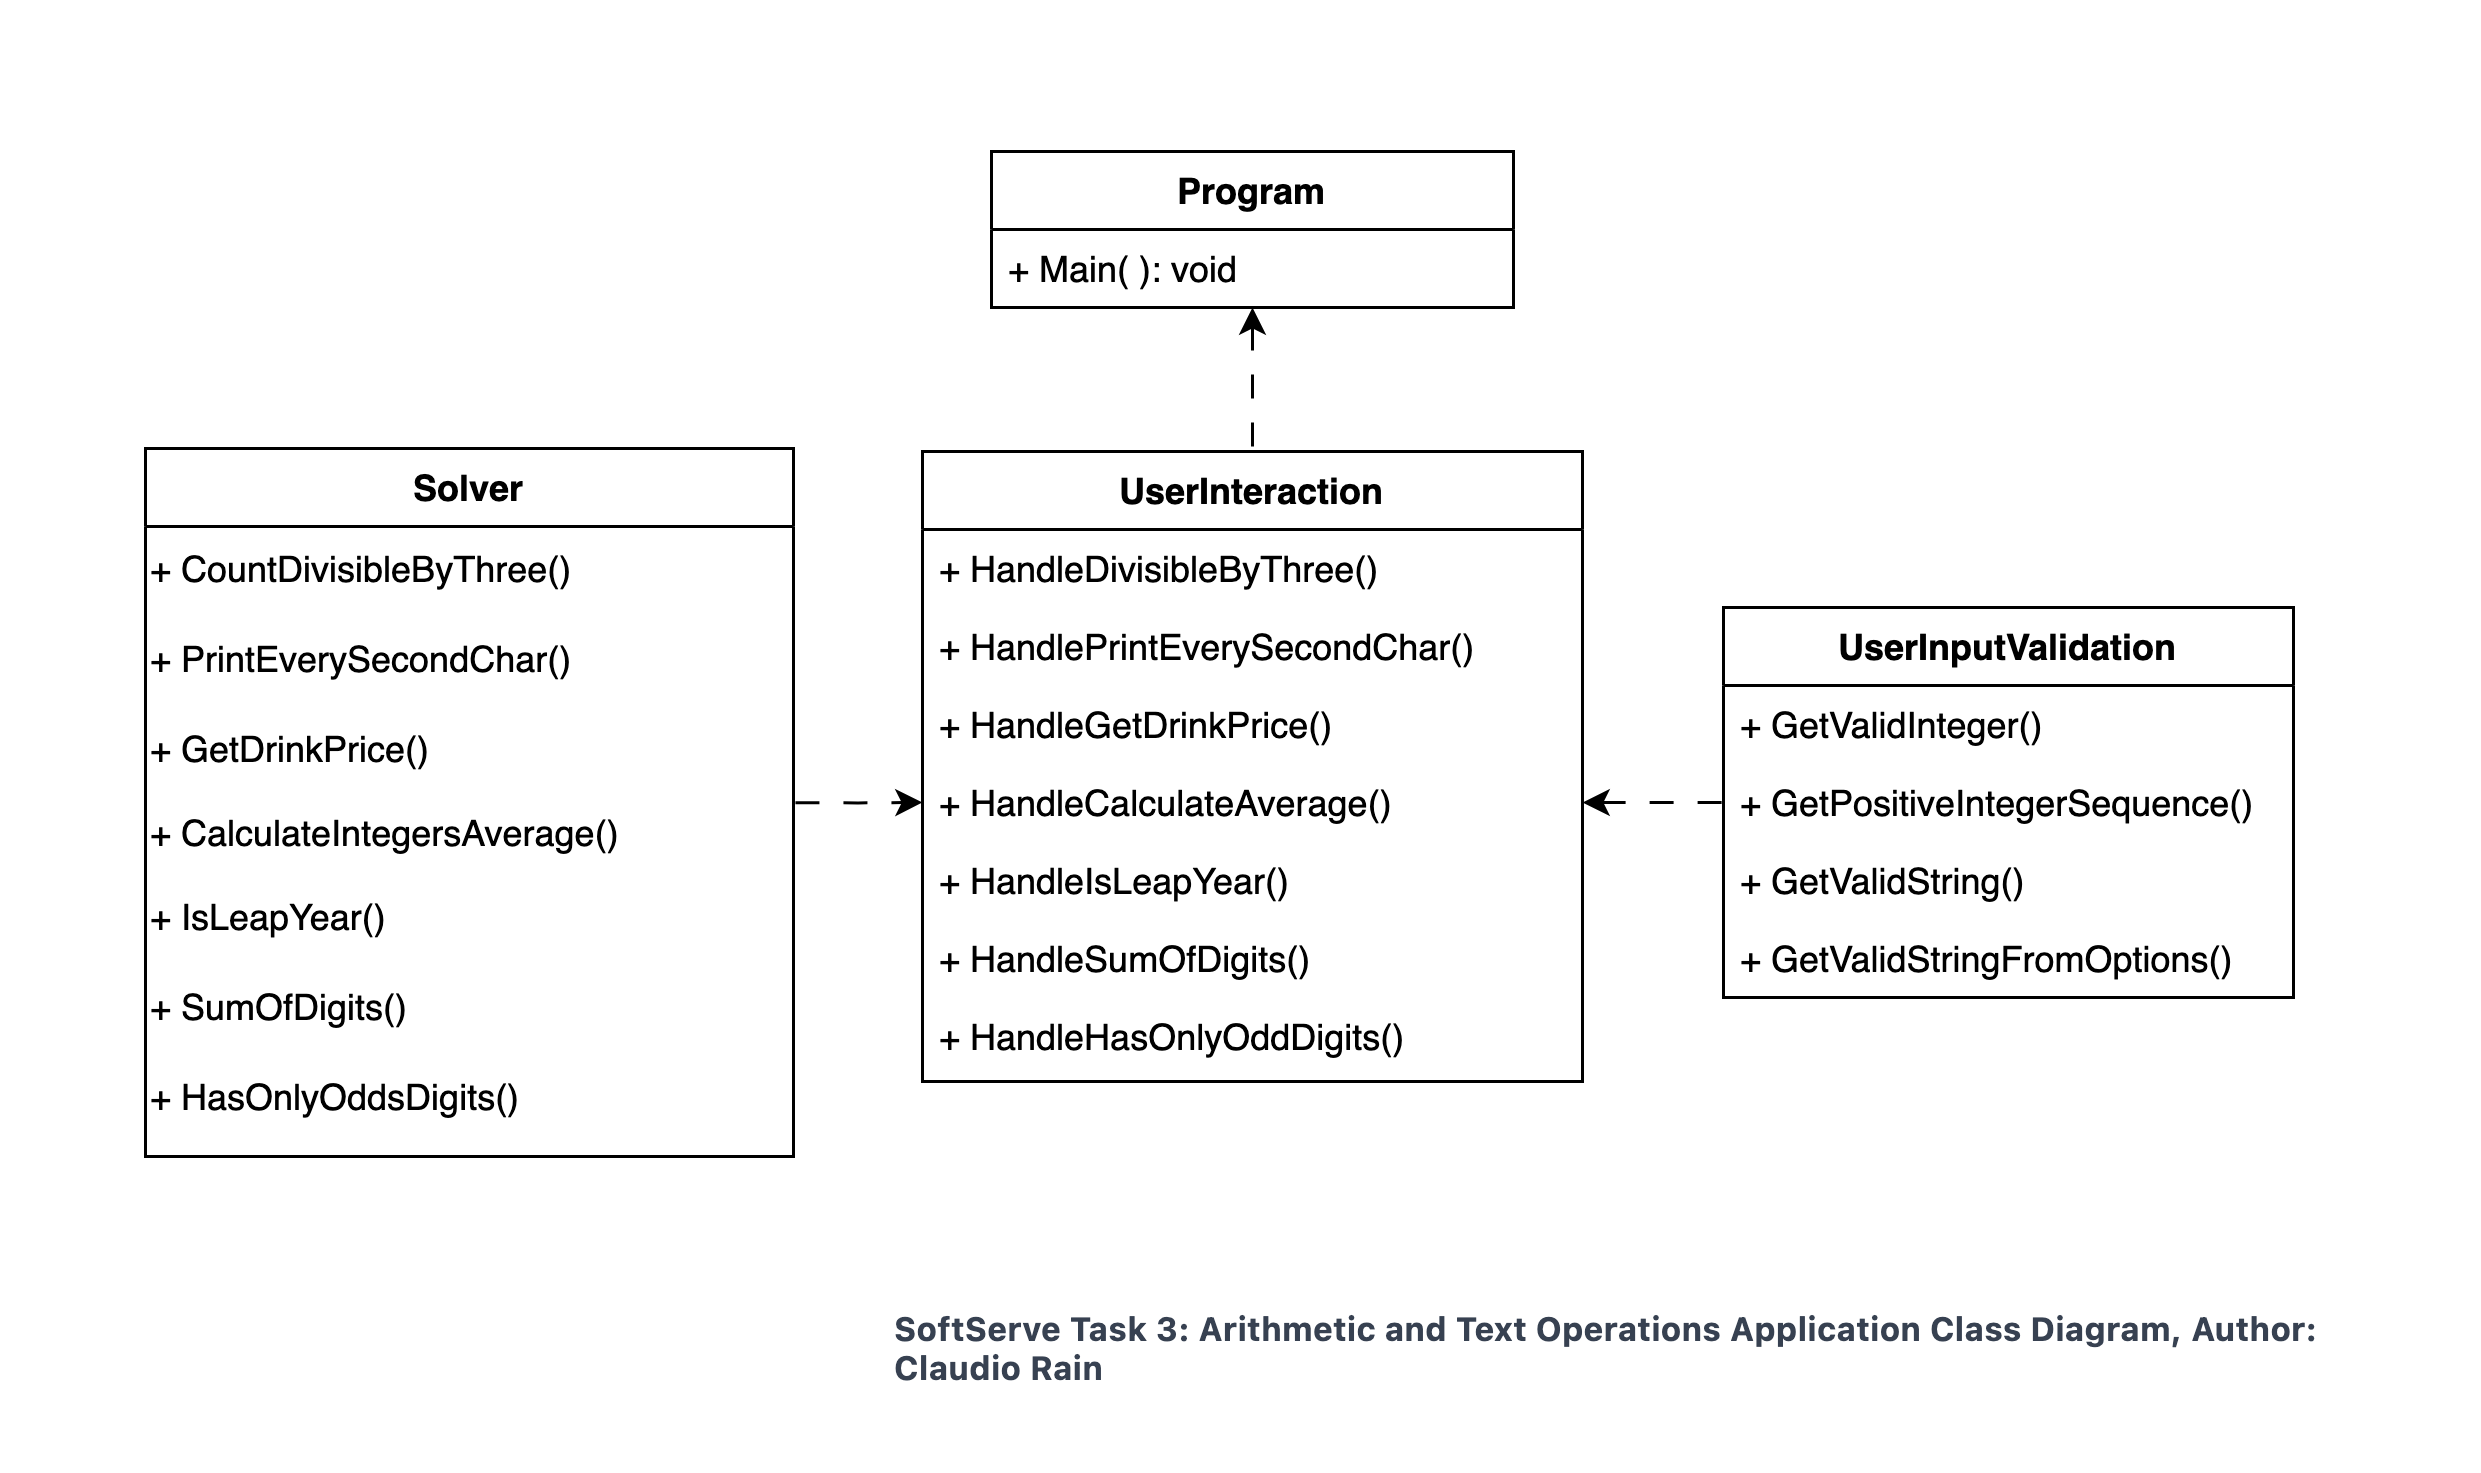 Program
+ Main( ): void
Solver
+ CountDivisibleByThree()
+ PrintEverySecondChar()
+ GetDrinkPrice()
+ CalculateIntegersAverage()
+ IsLeapYear()
+ SumOfDigits()
+ HasOnlyOddsDigits()
UserInteraction
+ HandleDivisibleByThree()
+ HandlePrintEverySecondChar()
+ HandleGetDrinkPrice()
+ HandleCalculateAverage()
+ HandleIsLeapYear()
+ HandleSumOfDigits()
+ HandleHasOnlyOddDigits()
UserInputValidation
+ GetValidInteger()
+ GetPositiveIntegerSequence()
+ GetValidString()
+ GetValidStringFromOptions()
SoftServe Task 3: Arithmetic and Text Operations Application Class Diagram, Author:
Claudio Rain